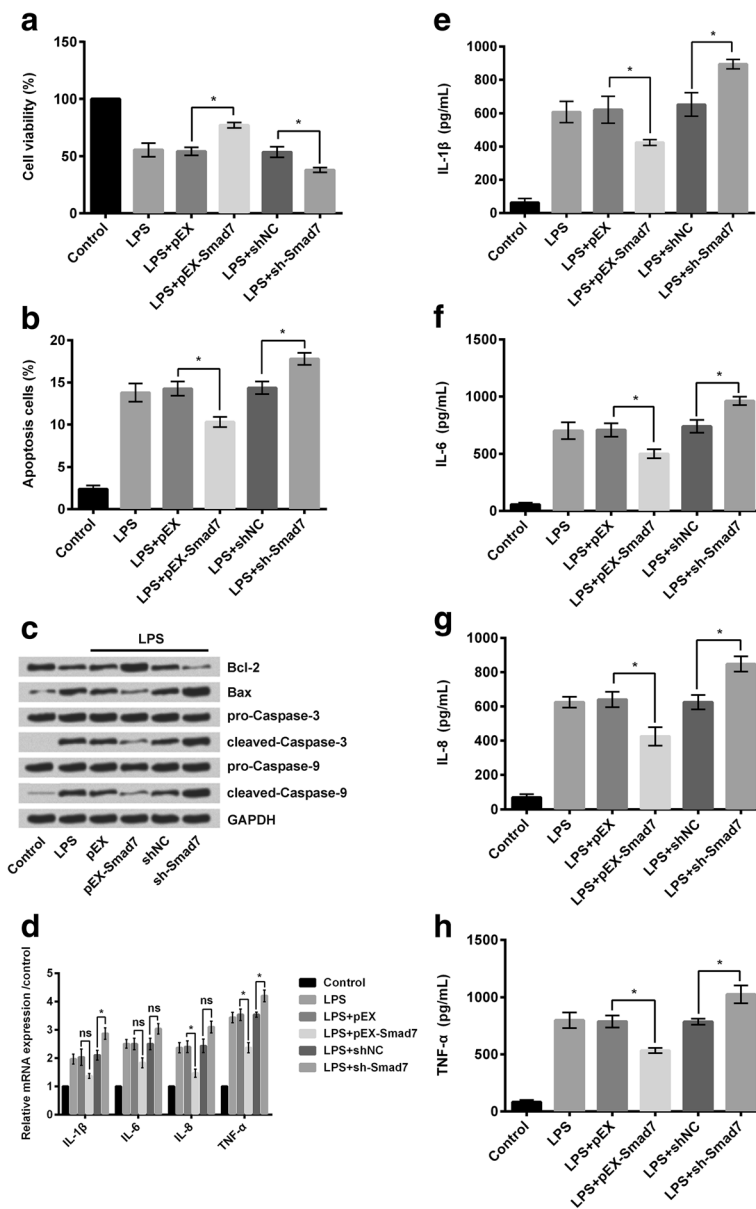 a
Cell viability (%)
150
100
50
0
Control
LPS
LPS+pEX
LPS+pEX-Smad7
LPS+shNC
LPS+sh-Smad7
*
*
b
Apoptosis cells (%)
20
15
10
5
0
Control
LPS
LPS+pEX
LPS+pEX-Smad7
LPS+shNC
LPS+sh-Smad7
*
*
c
LPS
Bcl-2
Bax
pro-Caspase-3
cleaved-Caspase-3
pro-Caspase-9
cleaved-Caspase-9
GAPDH
Control
LPS
pEX
pEX-Smad7
shNC
sh-Smad7
d
Relative mRNA expression /control
5
4
3
2
1
0
ns
*
ns
ns
*
ns
*
*
IL-1β
IL-6
IL-8
TNF-α
Control
LPS
LPS+pEX
LPS+pEX-Smad7
LPS+shNC
LPS+sh-Smad7
e
IL-1β (pg/mL)
1000
800
600
400
200
0
Control
LPS
LPS+pEX
LPS+pEX-Smad7
LPS+shNC
LPS+sh-Smad7
*
*
f
IL-6 (pg/mL)
1500
1000
500
0
Control
LPS
LPS+pEX
LPS+pEX-Smad7
LPS+shNC
LPS+sh-Smad7
*
*
g
IL-8 (pg/mL)
1000
800
600
400
200
0
Control
LPS
LPS+pEX
LPS+pEX-Smad7
LPS+shNC
LPS+sh-Smad7
*
*
h
TNF-α (pg/mL)
1500
1000
500
0
Control
LPS
LPS+pEX
LPS+pEX-Smad7
LPS+shNC
LPS+sh-Smad7
*
*